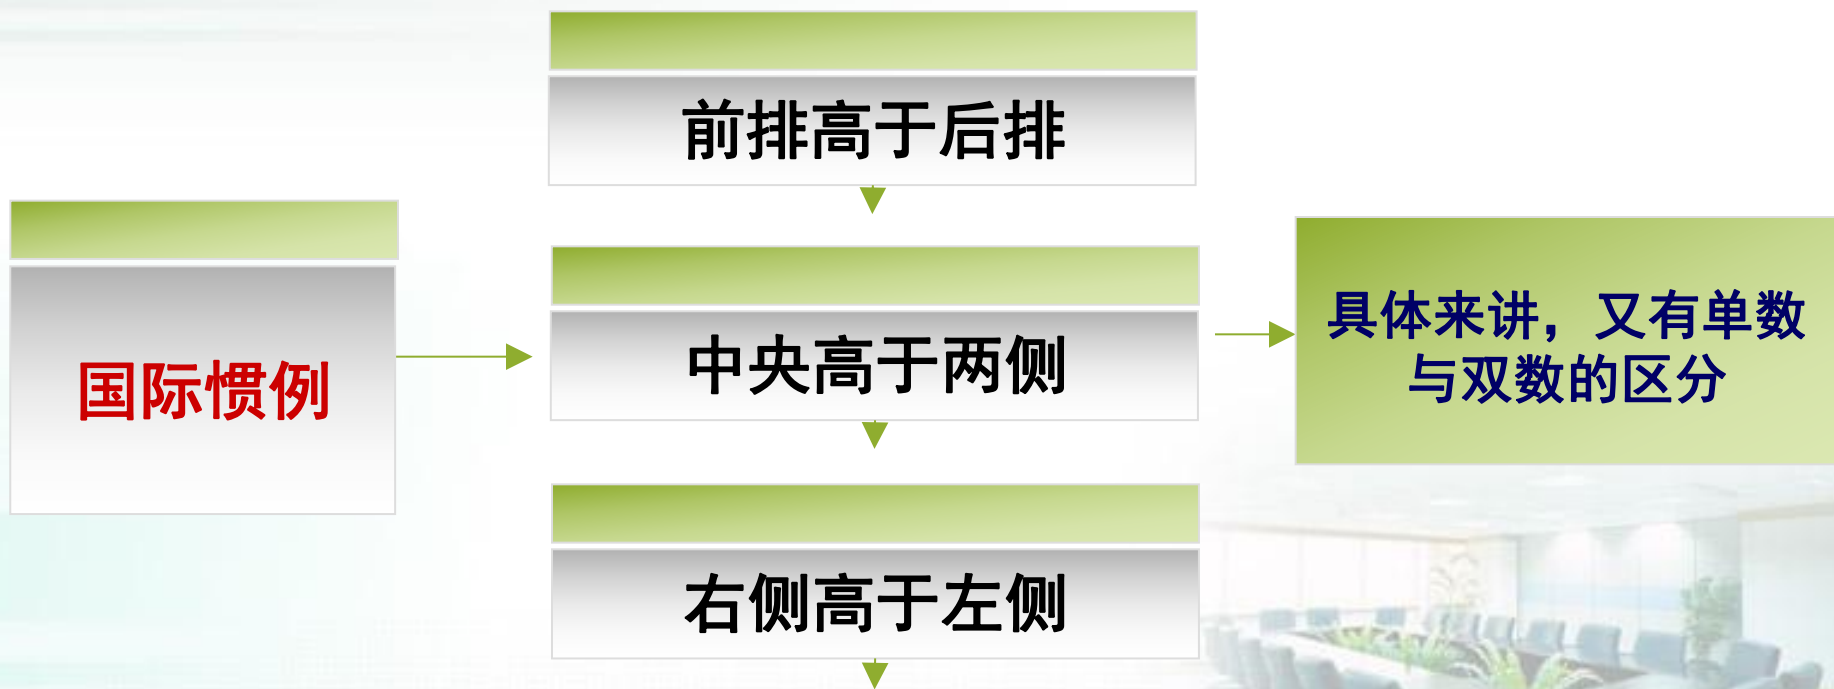 前排高于后排
国际惯例
中央高于两侧
右侧高于左侧
具体来讲，又有单数
与双数的区分